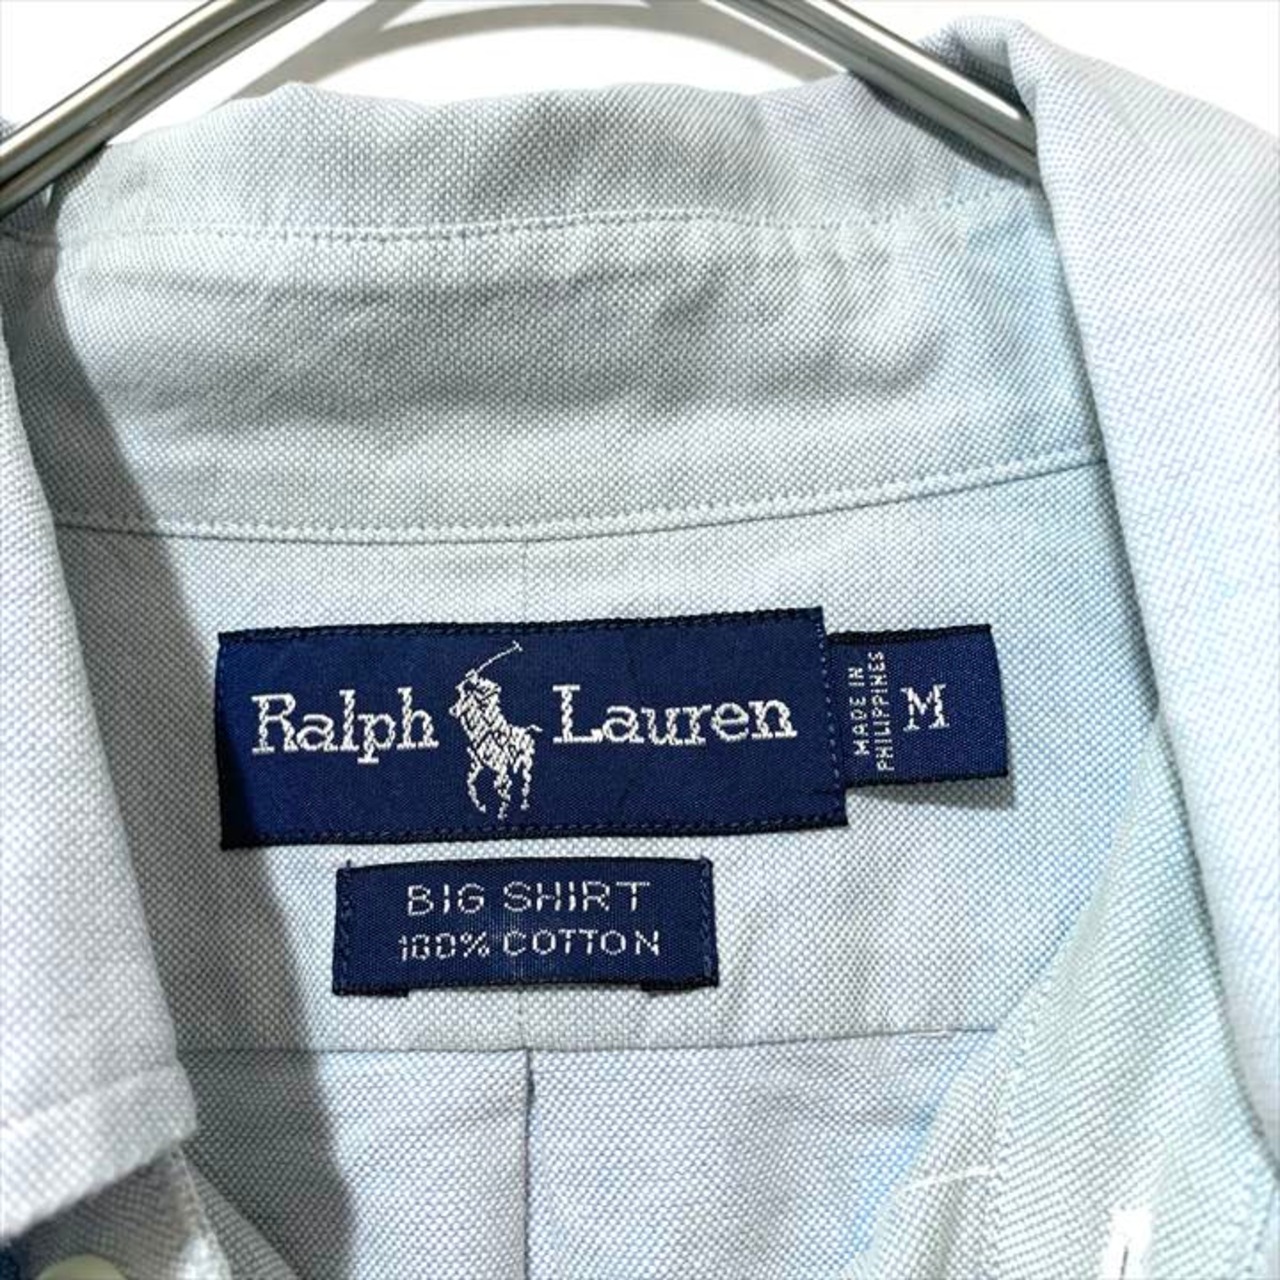 Ralph Lauren
MADE IN
PHILIPPINES
M
BIG SHIRT
100% COTTON